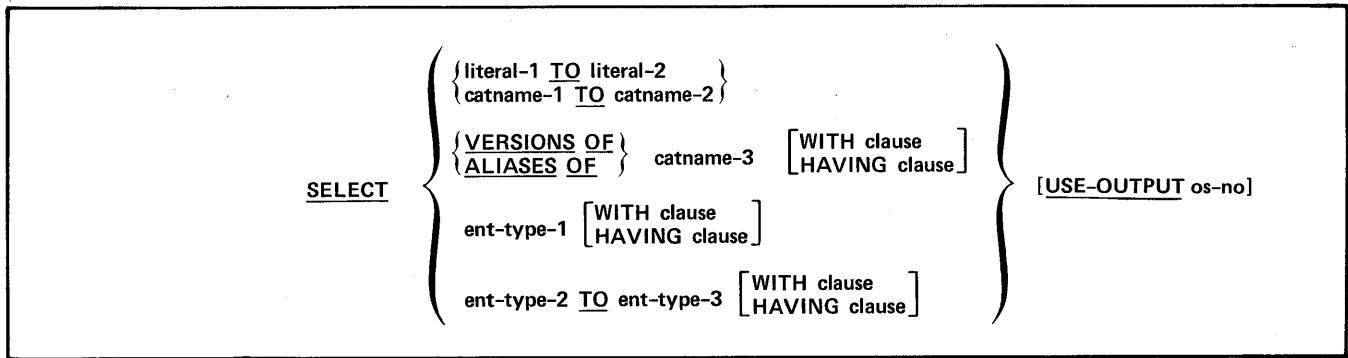 literal-1 TO literal-2
catname-1 TO catname-2
VERSIONS OF
ALIASES OF
catname-3
WITH clause
HAVING clause
SELECT
[USE-OUTPUT os-no]
ent-type-1
WITH clause
HAVING clause
ent-type-2 TO ent-type-3
WITH clause
HAVING clause